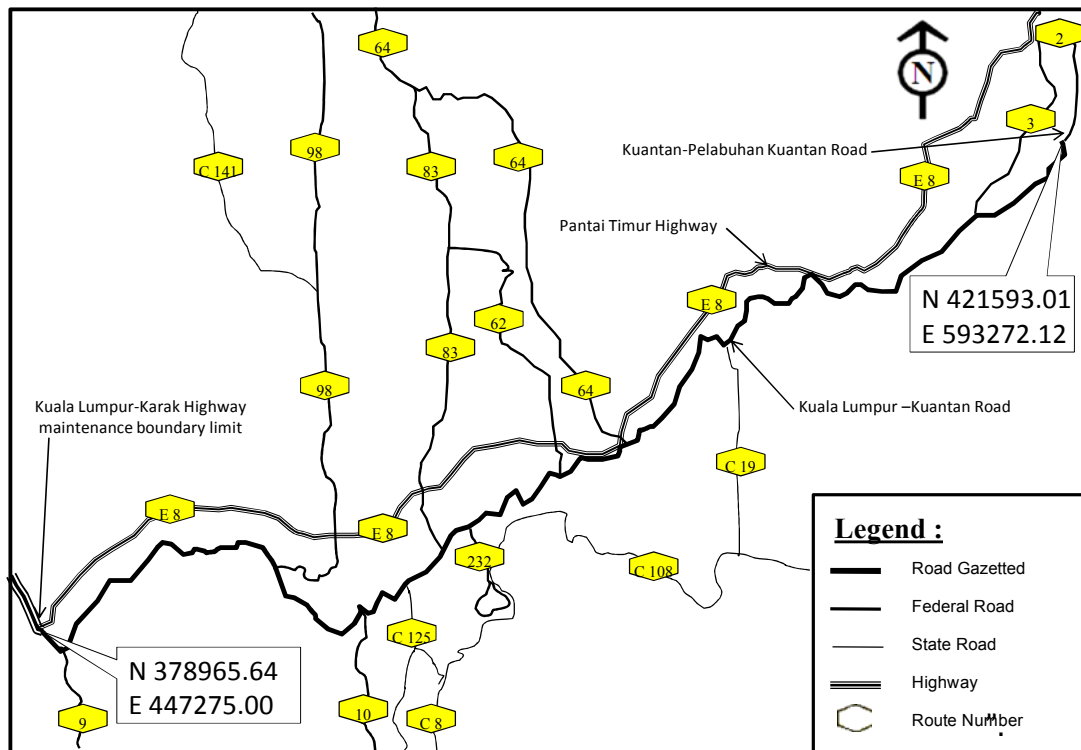 2
64
N
3
98
Kuantan-Pelabuhan Kuantan Road
64
C 141
83
E 8
Pantai Timur Highway
E 8
N 421593.01
E 593272.12
62
83
98
64
Kuala Lumpur-Karak Highway
maintenance boundary limit
Kuala Lumpur –Kuantan Road
C 19
E 8
E 8
Legend :
232
C 108
Road Gazetted
Federal Road
C 125
State Road
N 378965.64
E 447275.00
Highway
9
10
C 8
Route Number